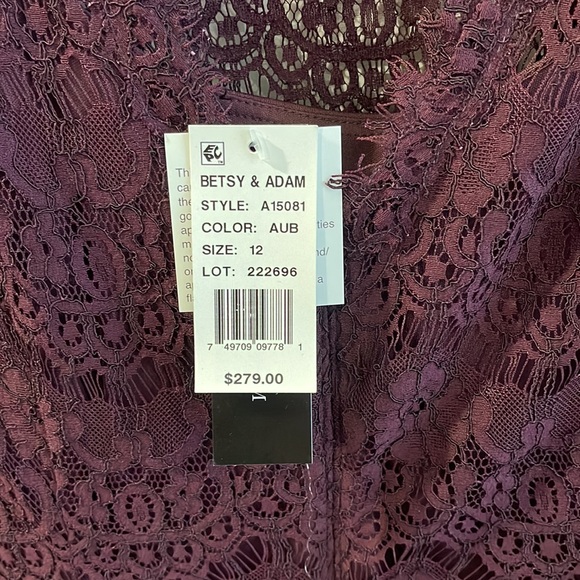 BETSY & ADAM
STYLE: A15081
COLOR: AUB
SIZE: 12
LOT: 222696
7 49709 09778 1
$279.00